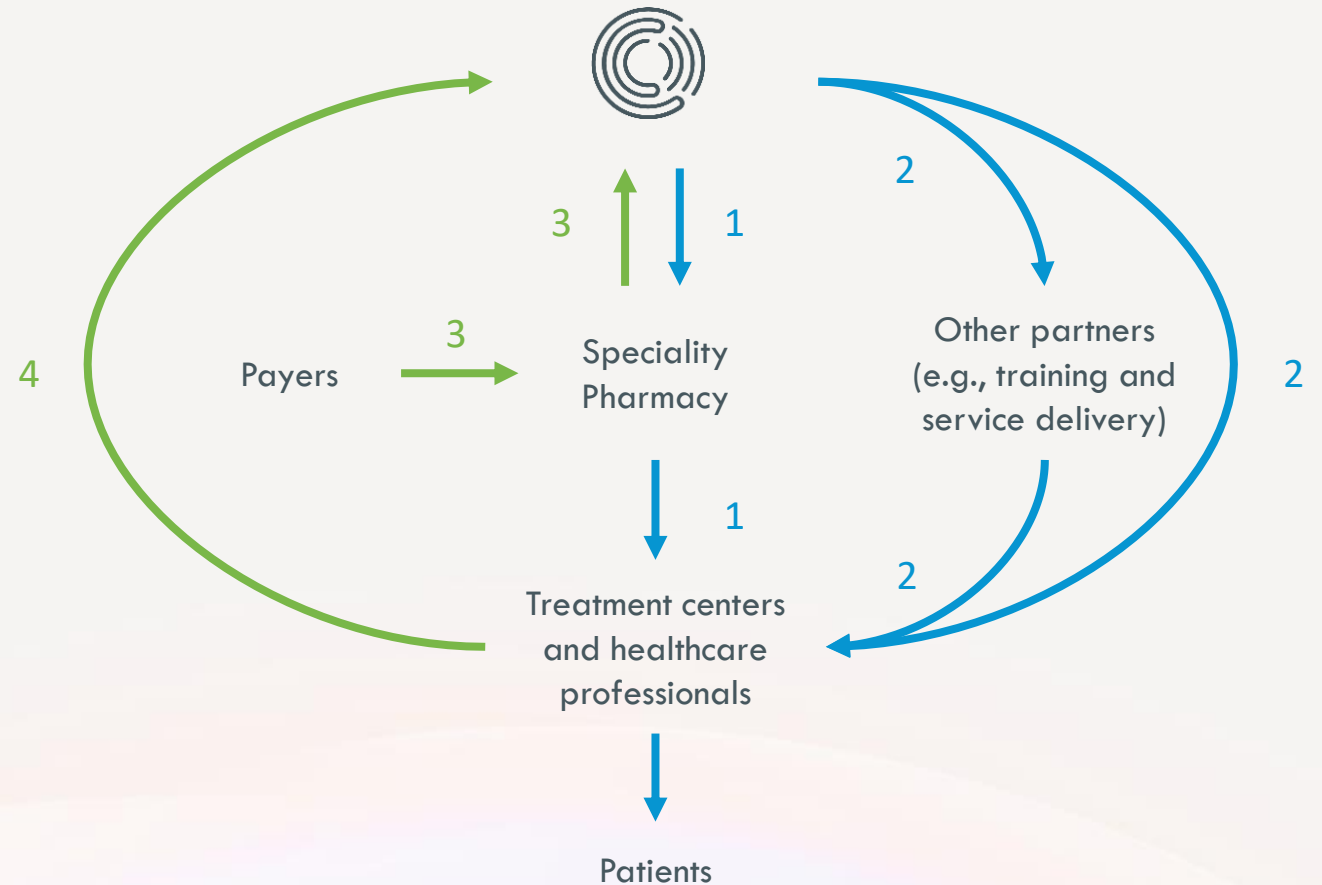 2
3
1
4
Payers
3
Speciality
Pharmacy
Other partners
(e.g., training and
service delivery)
2
1
2
Treatment centers
and healthcare
professionals
Patients